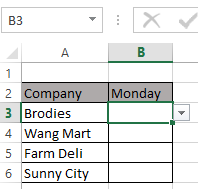 B3
A B
1
2 Company Monday
3 Brodies
4 Wang Mart
5 Farm Deli
6 Sunny City